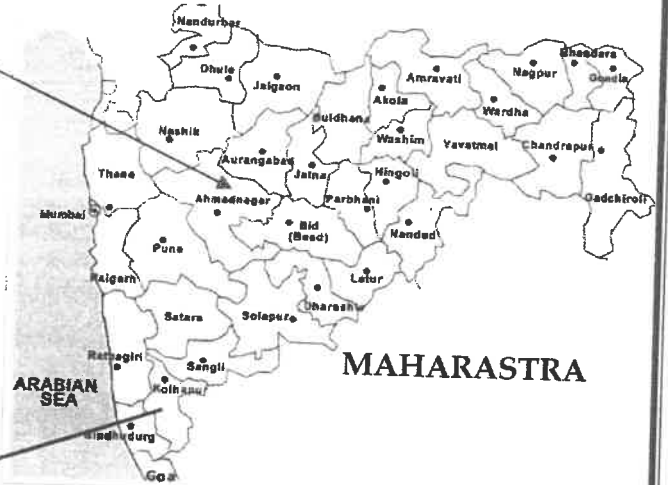 Nandurbar
Dhule
Jalgaon
Buldhana
Akola
Amravati
Nagpur
Bhandara
Gondia
Wardha
Nashik
Aurangabad
Jalna
Washim
Yavatmal
Chandrapur
Thane
Ahmednagar
Parbhani
Hingoli
Gadchiroli
Mumbai
Pune
Bid
(Beed)
Nanded
Raigarh
Latur
Satara
Solapur
Dharashiv
Ratnagiri
Sangli
MAHARASTRA
Kolhapur
ARABIAN
SEA
Sindhudurg
Goa